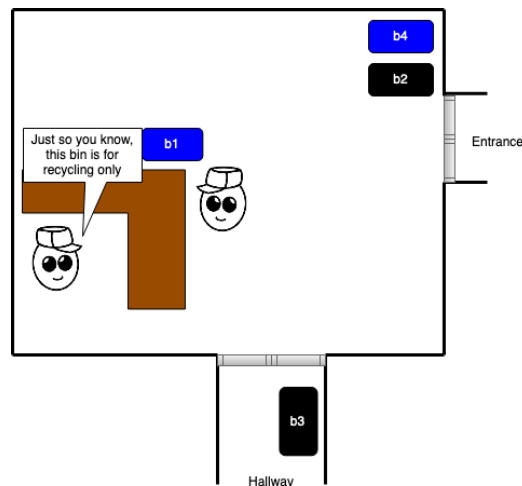 b4
b2
Entrance
Just so you know,
this bin is for
recycling only
b1
b3
Hallway